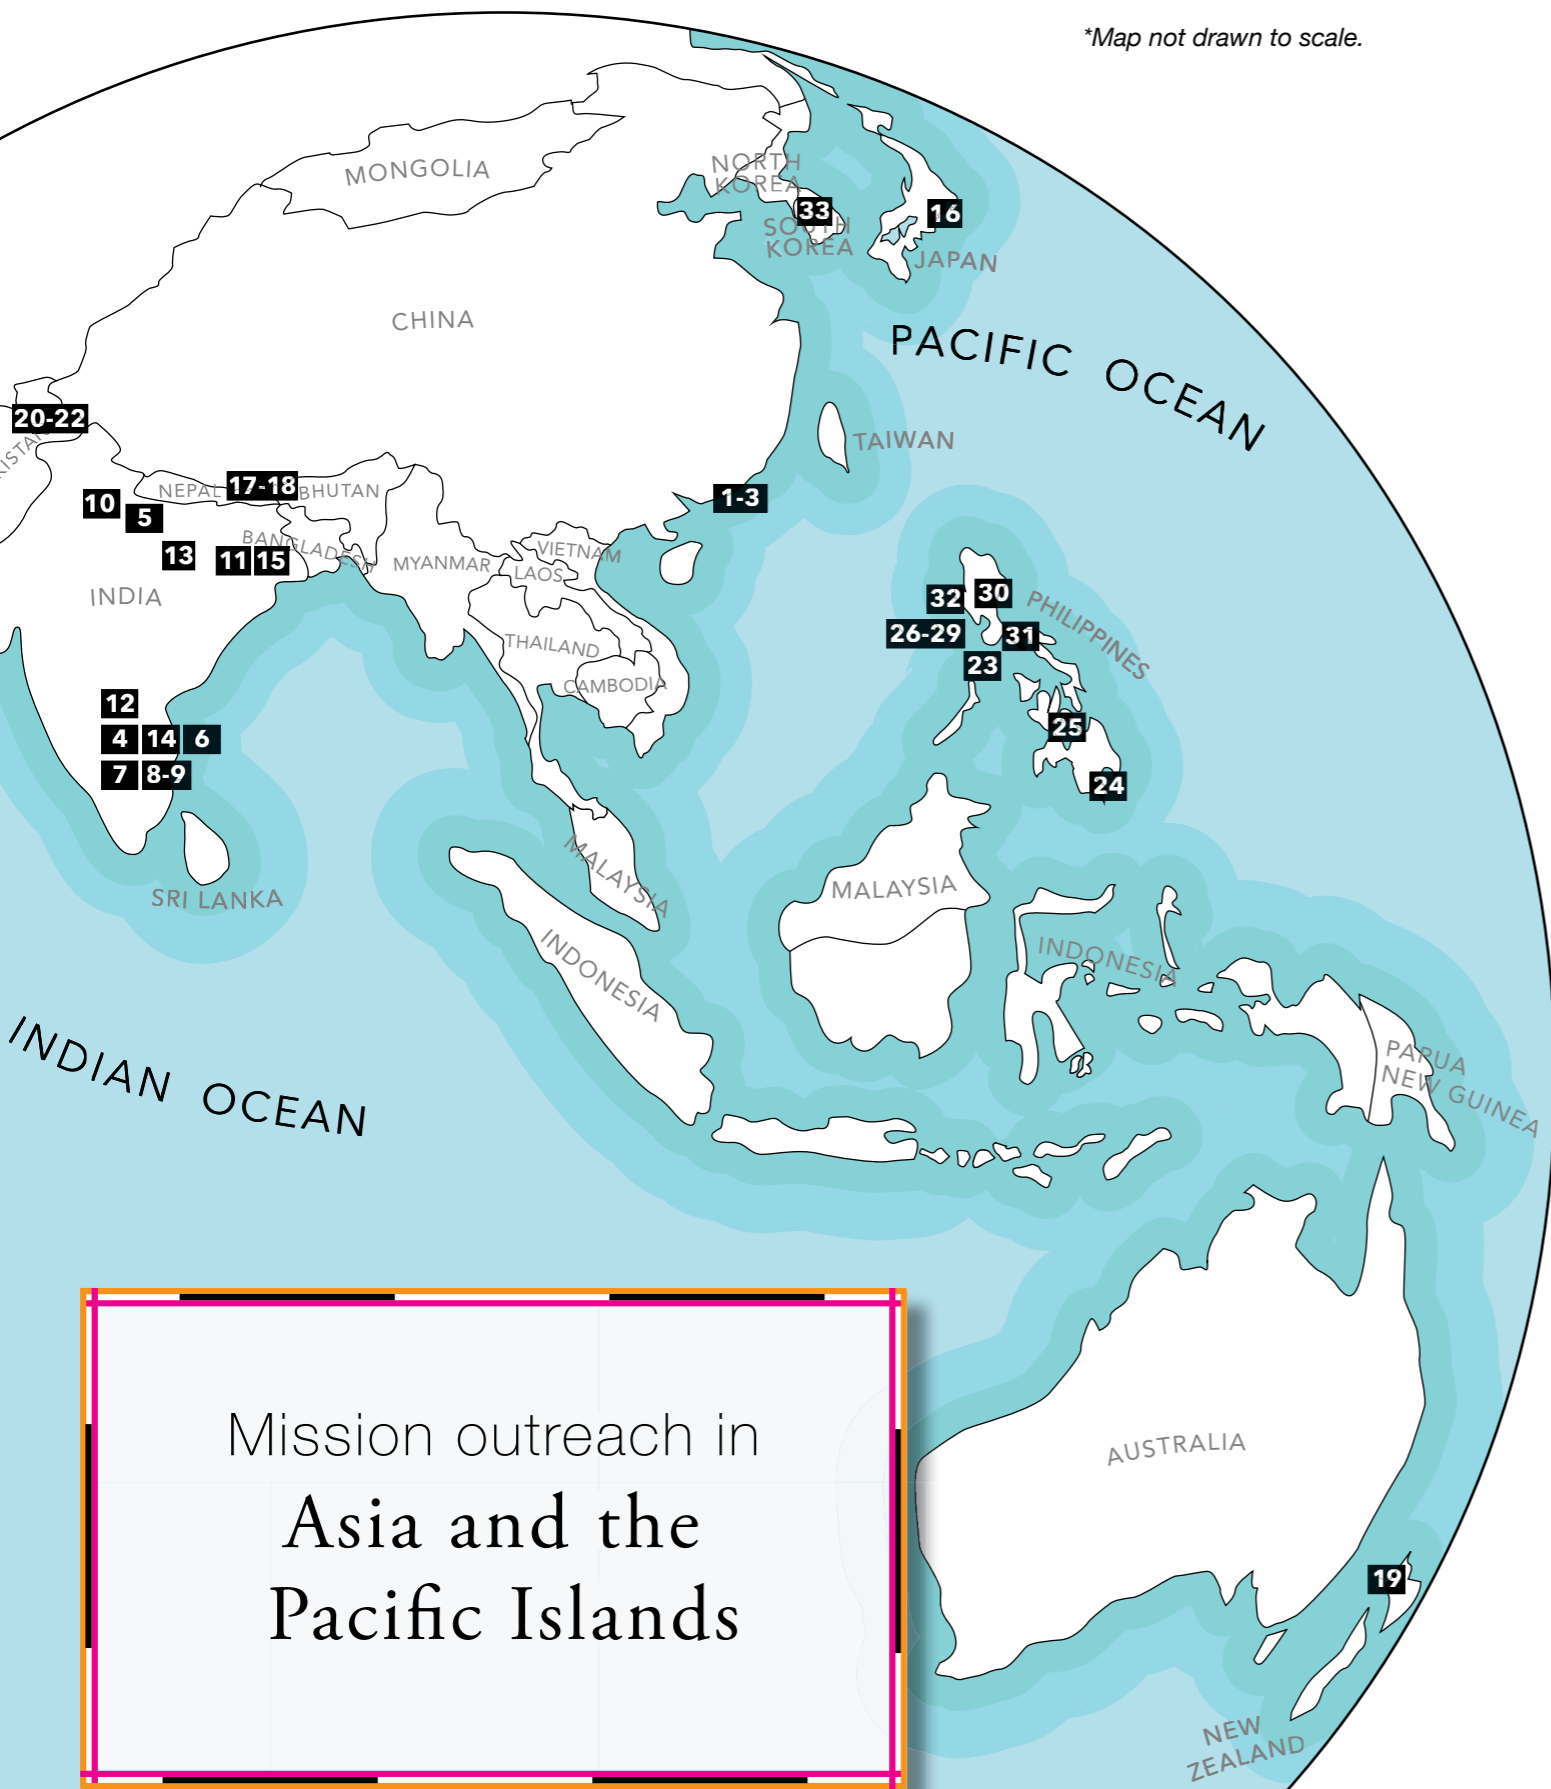 *Map not drawn to scale.
MONGOLIA
NORTH
KOREA
33
SOUTH
KOREA
16
JAPAN
CHINA
PACIFIC OCEAN
20-22
TAIWAN
NEPAL
17-18
BHUTAN
10
5
1-3
13
11
15
BANGLADESH
MYANMAR
VIETNAM
LAOS
INDIA
32
30
PHILIPPINES
26-29
31
THAILAND
23
CAMBODIA
12
4
14
6
25
7
8-9
24
MALAYSIA
MALAYSIA
SRI LANKA
INDONESIA
INDONESIA
INDIAN OCEAN
PAPUA
NEW GUINEA
Mission outreach in
Asia and the
Pacific Islands
AUSTRALIA
19
NEW
ZEALAND